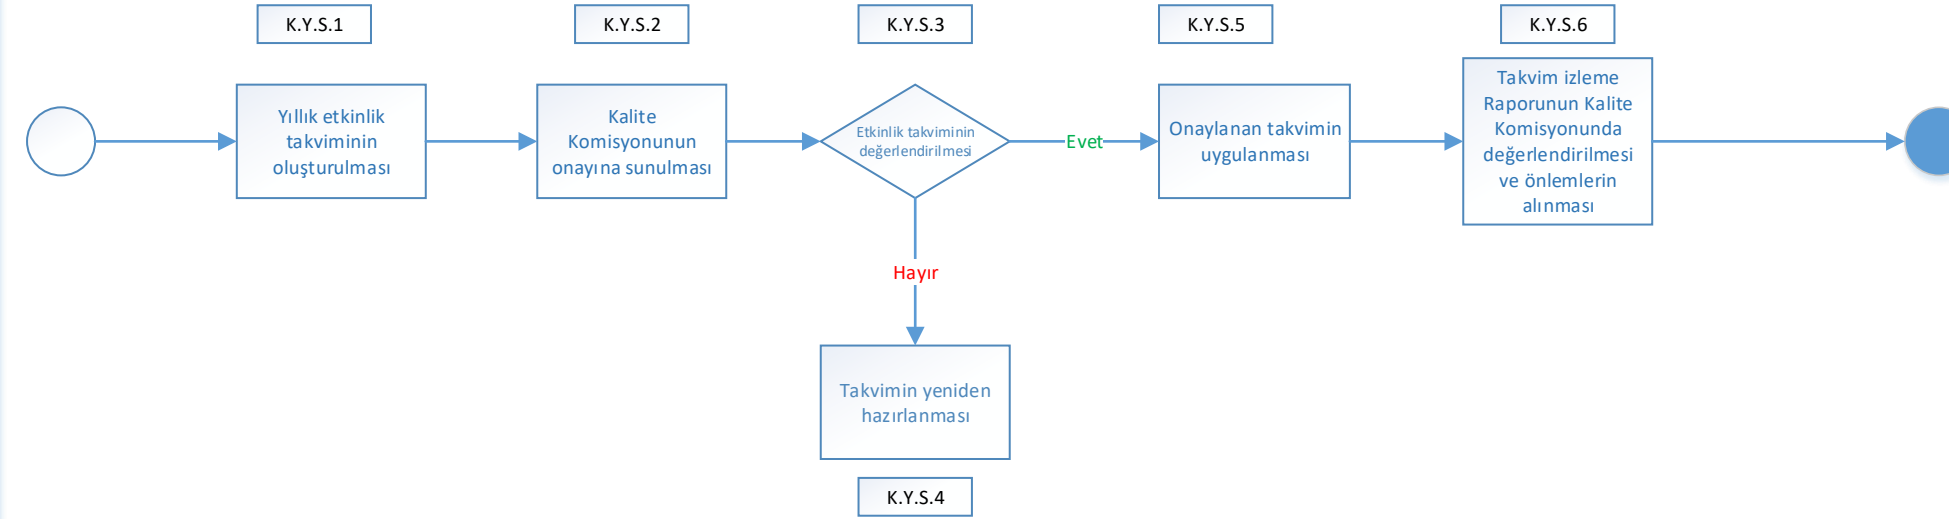 K.Y.S.1
K.Y.S.2
K.Y.S.3
K.Y.S.5
K.Y.S.6
Yıllık etkinlik
takviminin
oluşturulması
Kalite
Komisyonunun
onayına sunulması
Etkinlik takviminin
değerlendirilmesi
Evet
Onaylanan takvimin
uygulanması
Takvim izleme
Raporunun Kalite
Komisyonunda
değerlendirilmesi
ve önlemlerin
alınması
Hayır
Takvimin yeniden
hazırlanması
K.Y.S.4